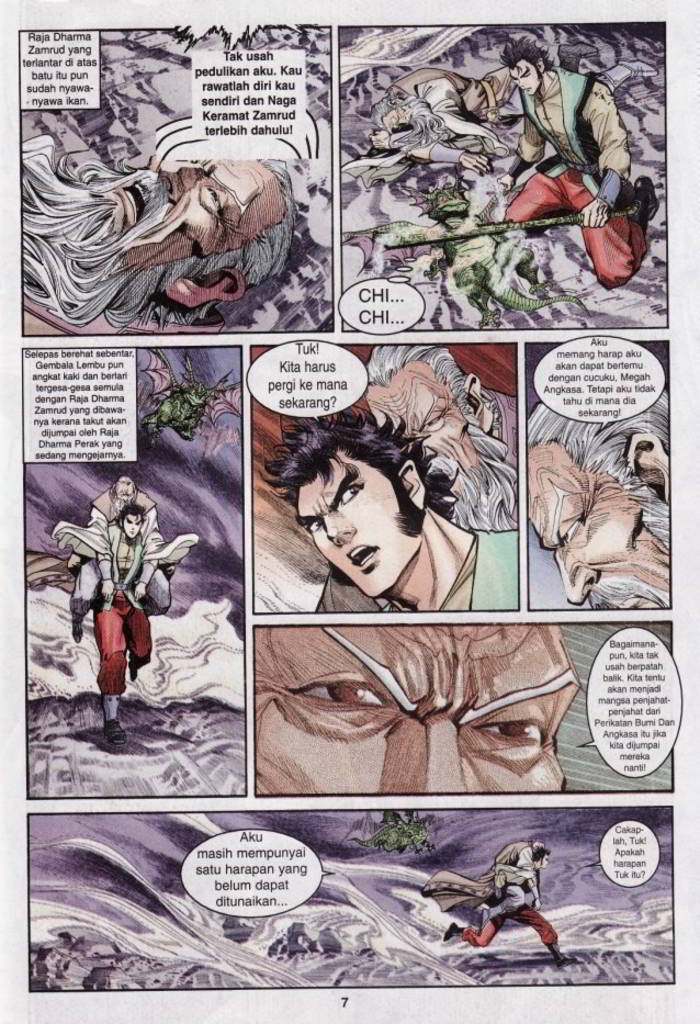 Raja Dharma
Zamrud yang
terlantar di atas
batu itu pun
sudah nyawa-
nyawa ikan.
Tak usah
pedulikan aku. Kau
rawatlah diri kau
sendiri dan Naga
Keramat Zamrud
terlebih dahulu!
CHI...
CHI...
Selepas berehat sebentar,
Gembala Lembu pun
angkat kaki dan berlari
tergesa-gesa semula
dengan Raja Dharma
Zamrud yang dibawa-
nya kerana takut akan
dijumpai oleh Raja
Dharma Perak yang
sedang mengejarnya.
Tuk!
Kita harus
pergi ke mana
sekarang?
Aku
memang harap aku
akan dapat bertemu
dengan cucuku, Megah
Angkasa. Tetapi aku tidak
tahu di mana dia
sekarang!
Bagaimana-
pun, kita tak
usah berpatah
balik. Kita tentu
akan menjadi
mangsa penjahat-
penjahat dari
Perikatan Bumi Dan
Angkasa itu jika
kita dijumpai
mereka
nanti!
Aku
masih mempunyai
satu harapan yang
belum dapat
ditunaikan...
Cakap-
lah, Tuk!
Apakah
harapan
Tuk itu?
7